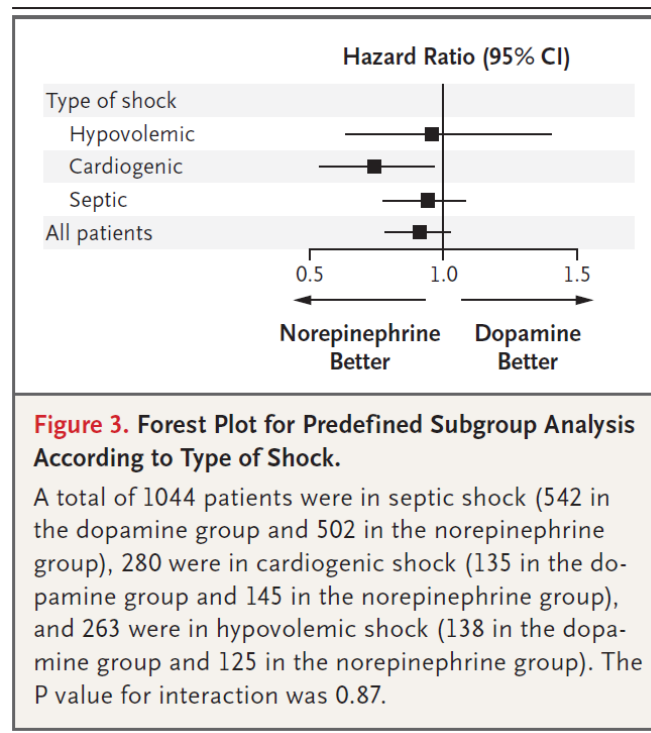 Hazard Ratio (95% CI)
Type of shock
Hypovolemic
Cardiogenic
Septic
All patients
0.5 1.0 1.5
Norepinephrine Better
Dopamine Better
Figure 3. Forest Plot for Predefined Subgroup Analysis
According to Type of Shock.
A total of 1044 patients were in septic shock (542 in
the dopamine group and 502 in the norepinephrine
group), 280 were in cardiogenic shock (135 in the do-
pamine group and 145 in the norepinephrine group),
and 263 were in hypovolemic shock (138 in the dopa-
mine group and 125 in the norepinephrine group). The
P value for interaction was 0.87.